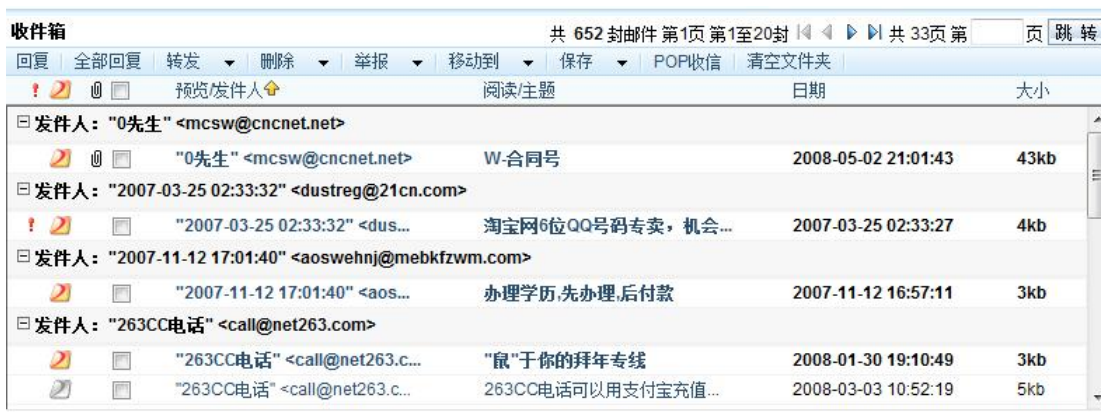 收件箱 共 652 封邮件 第1页 第1至20封 共 33页 第 页 跳 转
回复 全部回复 转发 删除 举报 移动到 保存 POP收信 清空文件夹
预览/发件人 阅读/主题 日期 大小
发件人："0先生" <mcsw@cncnet.net>
"0先生" <mcsw@cncnet.net> W-合同号 2008-05-02 21:01:43 43kb
发件人："2007-03-25 02:33:32" <dustreg@21cn.com>
"2007-03-25 02:33:32" <dus... 淘宝网6位QQ号码专卖，机会... 2007-03-25 02:33:27 4kb
发件人："2007-11-12 17:01:40" <aoswehnj@mebkfzwm.com>
"2007-11-12 17:01:40" <aos... 办理学历,先办理,后付款 2007-11-12 16:57:11 3kb
发件人："263CC电话" <call@net263.com>
"263CC电话" <call@net263.c... "鼠"于你的拜年专线 2008-01-30 19:10:49 3kb
"263CC电话" <call@net263.c... 263CC电话可以用支付宝充值... 2008-03-03 10:52:19 5kb